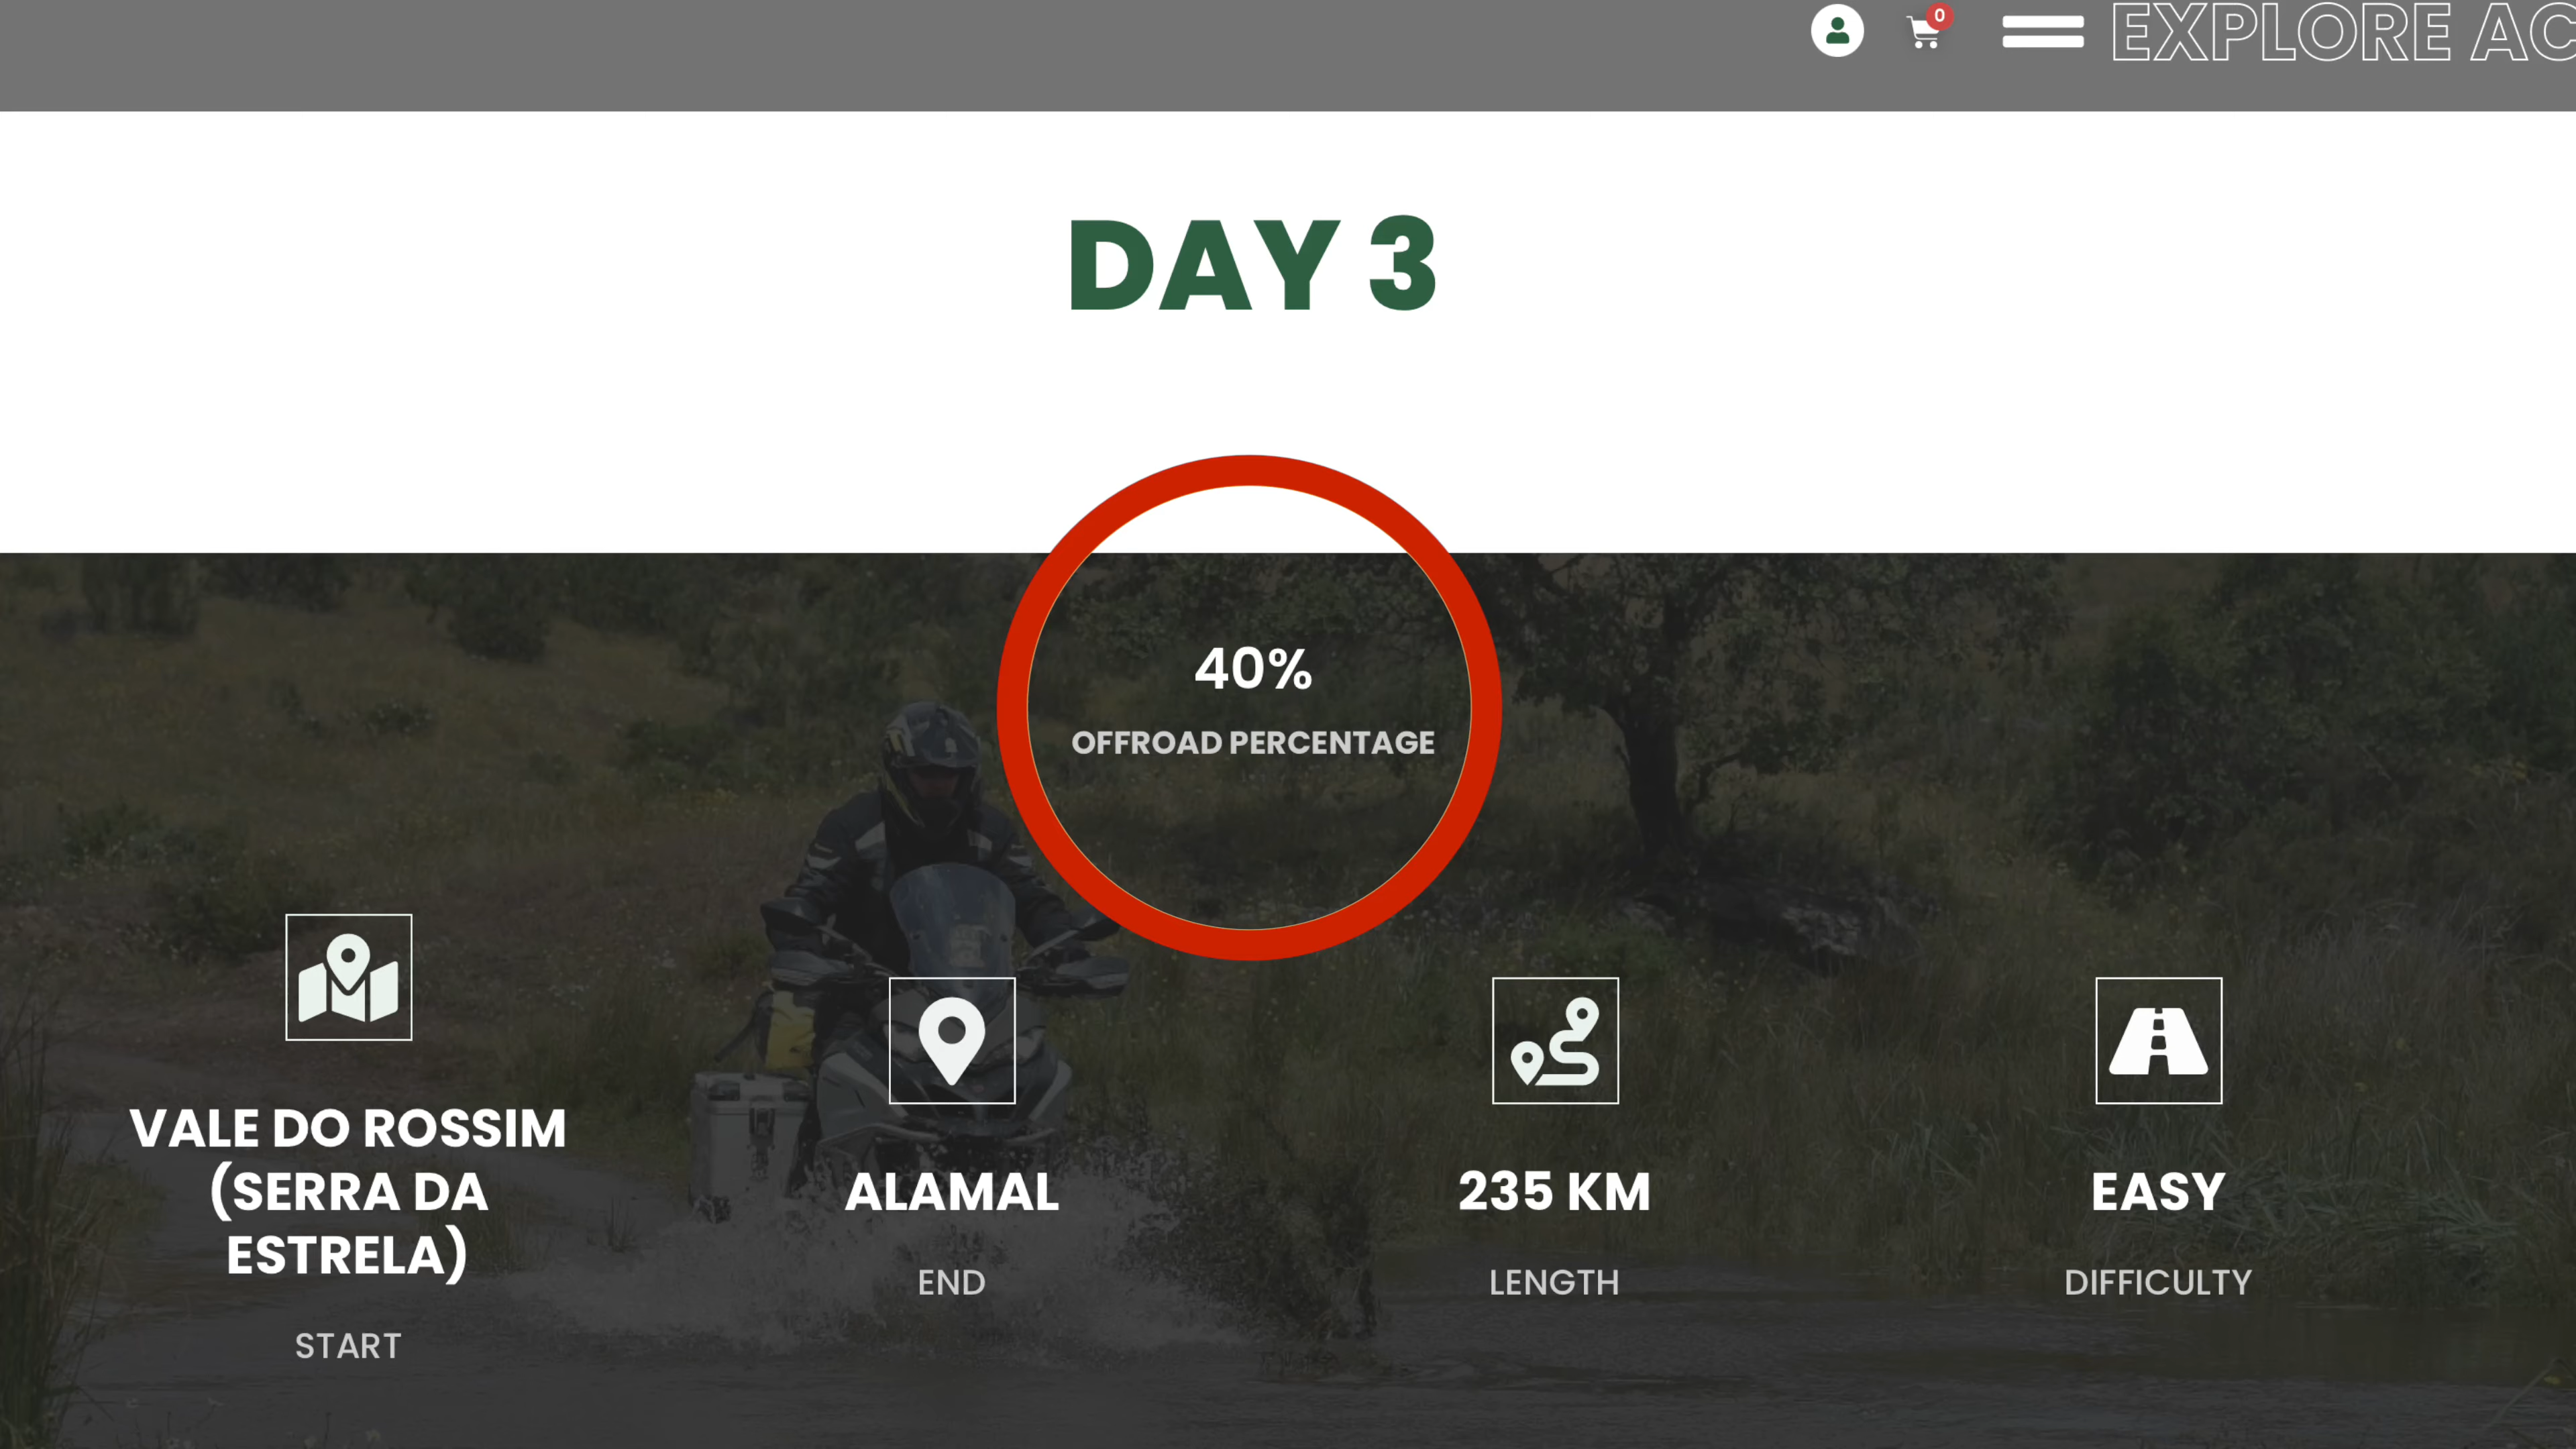 0
EXPLORE AC
DAY 3
40%
OFFROAD PERCENTAGE
VALE DO ROSSIM
(SERRA DA
ESTRELA)
START
ALAMAL
END
235 KM
LENGTH
EASY
DIFFICULTY